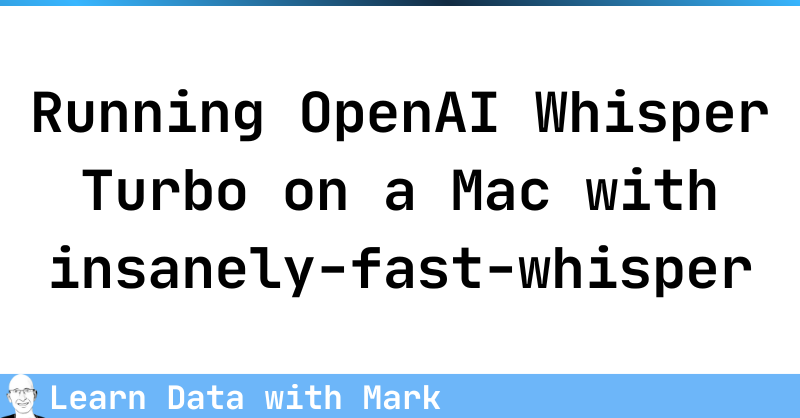 Running OpenAI Whisper
Turbo on a Mac with
insanely-fast-whisper
Learn Data with Mark